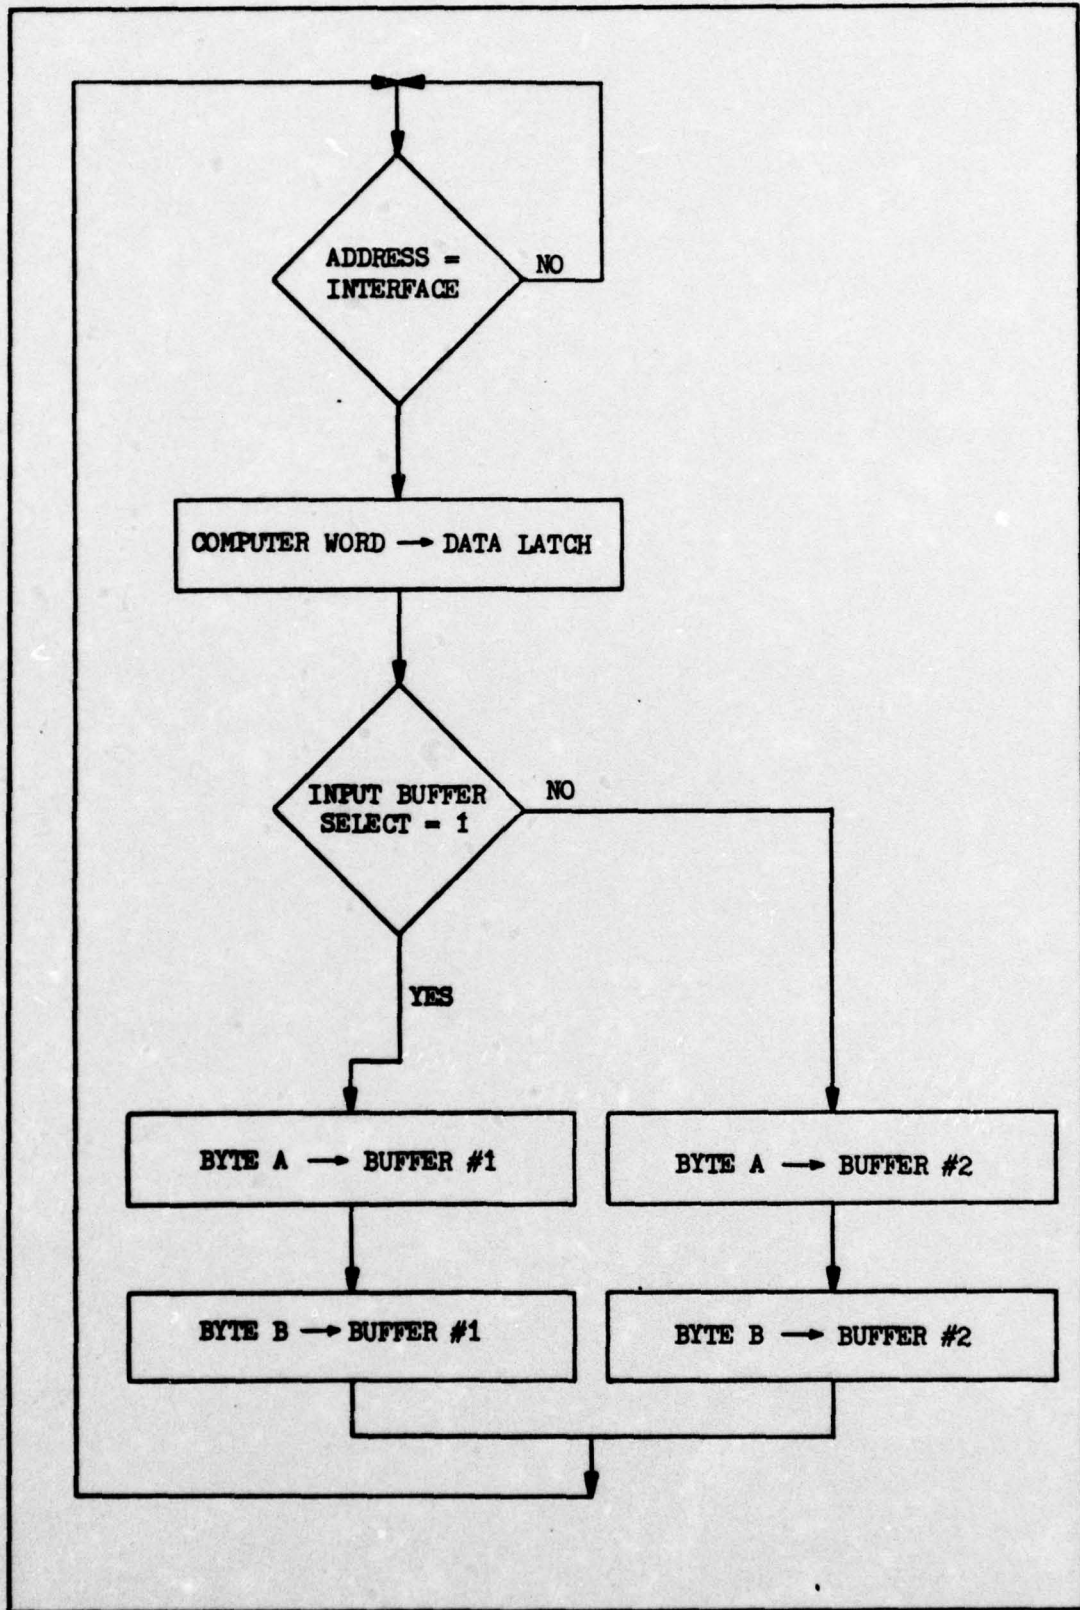 ADDRESS =
INTERFACE
NO
COMPUTER WORD → DATA LATCH
INPUT BUFFER
SELECT = 1
NO
YES
BYTE A → BUFFER #1
BYTE A → BUFFER #2
BYTE B → BUFFER #1
BYTE B → BUFFER #2